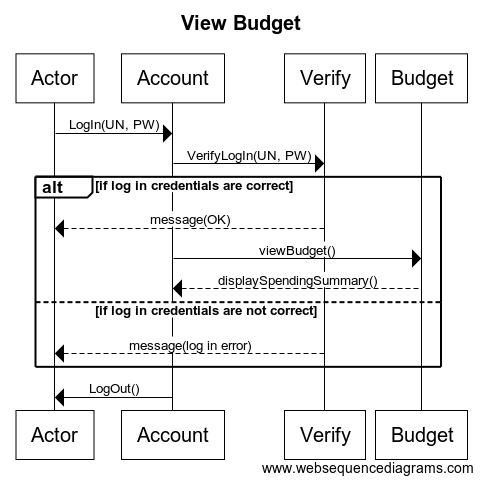 View Budget
Actor Account Verify Budget
LogIn(UN, PW)
VerifyLogIn(UN, PW)
alt [if log in credentials are correct]
message(OK)
viewBudget()
displaySpendingSummary()
[if log in credentials are not correct]
message(log in error)
LogOut()
Actor Account Verify Budget
www.websequencediagrams.com